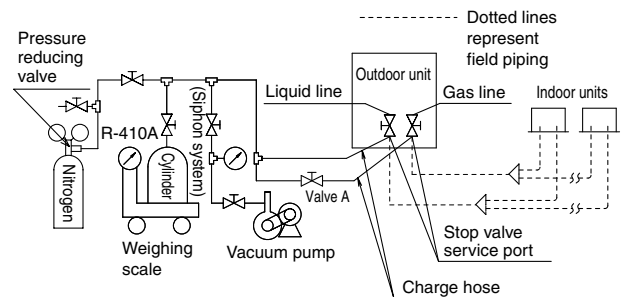 Dotted lines
represent
field piping
Pressure
reducing
valve
Outdoor unit
Liquid line
Gas line
Indoor units
R-410A
(Siphon
system)
Cylinder
Nitrogen
Valve A
Weighing
scale
Vacuum pump
Stop valve
service port
Charge hose